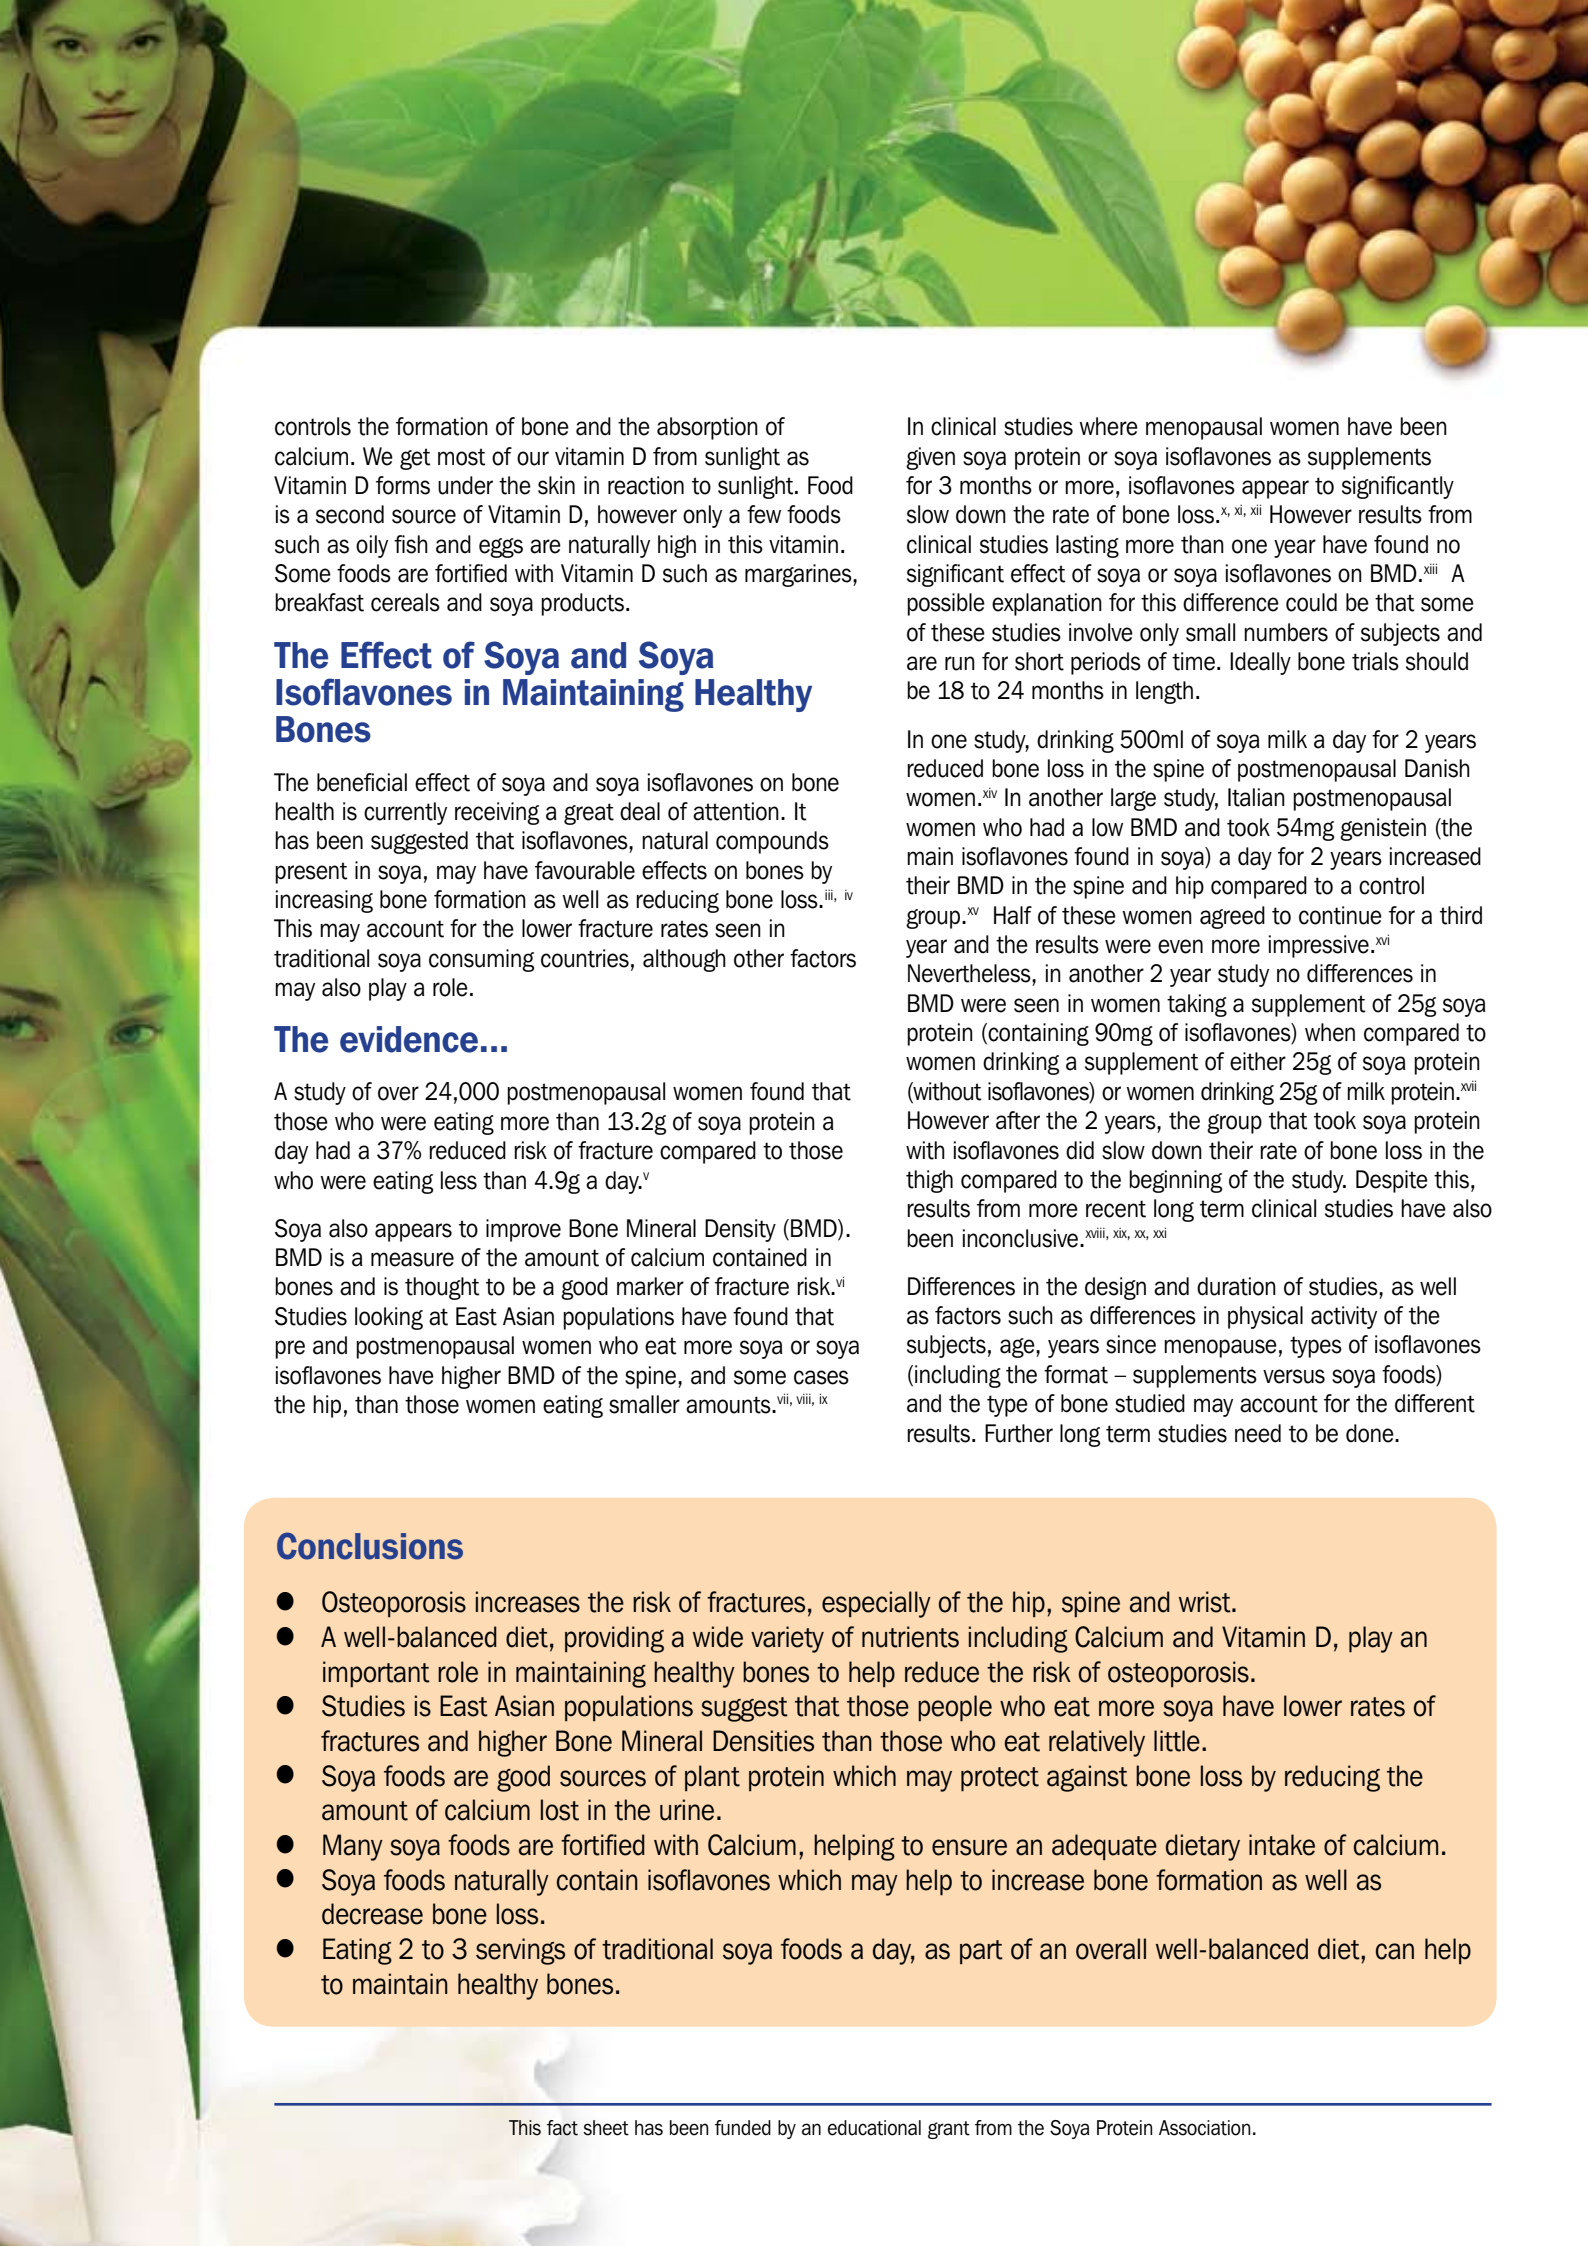 controls the formation of bone and the absorption of
calcium. We get most of our vitamin D from sunlight as
Vitamin D forms under the skin in reaction to sunlight. Food
is a second source of Vitamin D, however only a few foods
such as oily fish and eggs are naturally high in this vitamin.
Some foods are fortified with Vitamin D such as margarines,
breakfast cereals and soya products.
The Effect of Soya and Soya
Isoflavones in Maintaining Healthy
Bones
The beneficial effect of soya and soya isoflavones on bone
health is currently receiving a great deal of attention. It
has been suggested that isoflavones, natural compounds
present in soya, may have favourable effects on bones by
increasing bone formation as well as reducing bone loss.iii, iv
This may account for the lower fracture rates seen in
traditional soya consuming countries, although other factors
may also play a role.
The evidence...
A study of over 24,000 postmenopausal women found that
those who were eating more than 13.2g of soya protein a
day had a 37% reduced risk of fracture compared to those
who were eating less than 4.9g a day.v
Soya also appears to improve Bone Mineral Density (BMD).
BMD is a measure of the amount of calcium contained in
bones and is thought to be a good marker of fracture risk.vi
Studies looking at East Asian populations have found that
pre and postmenopausal women who eat more soya or soya
isoflavones have higher BMD of the spine, and some cases
the hip, than those women eating smaller amounts.vii, viii, ix
In clinical studies where menopausal women have been
given soya protein or soya isoflavones as supplements
for 3 months or more, isoflavones appear to significantly
slow down the rate of bone loss.x, xi, xii However results from
clinical studies lasting more than one year have found no
significant effect of soya or soya isoflavones on BMD.xiii A
possible explanation for this difference could be that some
of these studies involve only small numbers of subjects and
are run for short periods of time. Ideally bone trials should
be 18 to 24 months in length.
In one study, drinking 500ml of soya milk a day for 2 years
reduced bone loss in the spine of postmenopausal Danish
women.xiv In another large study, Italian postmenopausal
women who had a low BMD and took 54mg genistein (the
main isoflavones found in soya) a day for 2 years increased
their BMD in the spine and hip compared to a control
group.xv Half of these women agreed to continue for a third
year and the results were even more impressive.xvi
Nevertheless, in another 2 year study no differences in
BMD were seen in women taking a supplement of 25g soya
protein (containing 90mg of isoflavones) when compared to
women drinking a supplement of either 25g of soya protein
(without isoflavones) or women drinking 25g of milk protein.xvii
However after the 2 years, the group that took soya protein
with isoflavones did slow down their rate of bone loss in the
thigh compared to the beginning of the study. Despite this,
results from more recent long term clinical studies have also
been inconclusive.xviii, xix, xx, xxi
Differences in the design and duration of studies, as well
as factors such as differences in physical activity of the
subjects, age, years since menopause, types of isoflavones
(including the format – supplements versus soya foods)
and the type of bone studied may account for the different
results. Further long term studies need to be done.
Conclusions
● Osteoporosis increases the risk of fractures, especially of the hip, spine and wrist.
● A well-balanced diet, providing a wide variety of nutrients including Calcium and Vitamin D, play an
important role in maintaining healthy bones to help reduce the risk of osteoporosis.
● Studies is East Asian populations suggest that those people who eat more soya have lower rates of
fractures and higher Bone Mineral Densities than those who eat relatively little.
● Soya foods are good sources of plant protein which may protect against bone loss by reducing the
amount of calcium lost in the urine.
● Many soya foods are fortified with Calcium, helping to ensure an adequate dietary intake of calcium.
● Soya foods naturally contain isoflavones which may help to increase bone formation as well as
decrease bone loss.
● Eating 2 to 3 servings of traditional soya foods a day, as part of an overall well-balanced diet, can help
to maintain healthy bones.
This fact sheet has been funded by an educational grant from the Soya Protein Association.